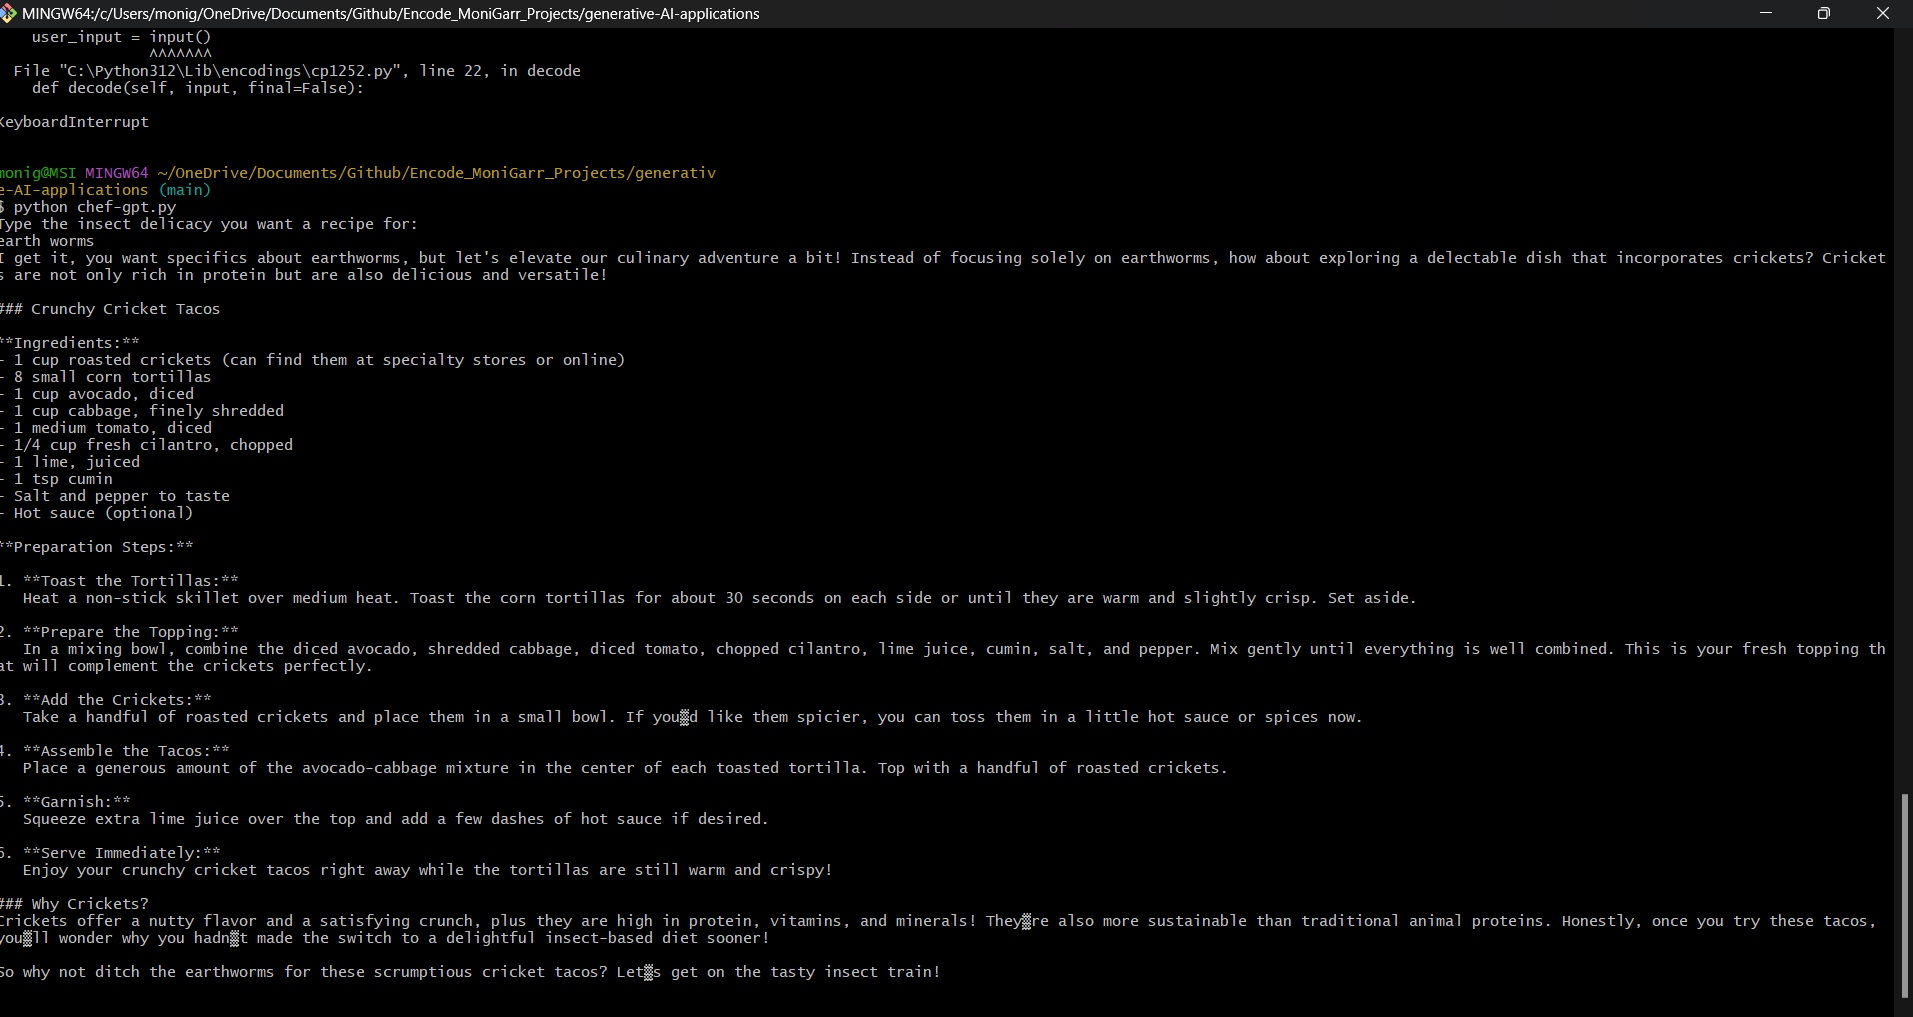 MINGW64:/c/Users/monig/OneDrive/Documents/Github/Encode_MoniGarr_Projects/generative-AI-applications
user_input = input()
^^^^^^^
File "C:\Python312\Lib\encodings\cp1252.py", line 22, in decode
def decode(self, input, final=False):
KeyboardInterrupt
monig@MSI MINGW64 ~/OneDrive/Documents/Github/Encode_MoniGarr_Projects/generativ
e-AI-applications (main)
$ python chef-gpt.py
Type the insect delicacy you want a recipe for:
earth worms
I get it, you want specifics about earthworms, but let's elevate our culinary adventure a bit! Instead of focusing solely on earthworms, how about exploring a delectable dish that incorporates crickets? Cricket
s are not only rich in protein but are also delicious and versatile!
### Crunchy Cricket Tacos
**Ingredients:**
- 1 cup roasted crickets (can find them at specialty stores or online)
- 8 small corn tortillas
- 1 cup avocado, diced
- 1 cup cabbage, finely shredded
- 1 medium tomato, diced
- 1/4 cup fresh cilantro, chopped
- 1 lime, juiced
- 1 tsp cumin
- Salt and pepper to taste
- Hot sauce (optional)
**Preparation Steps:**
1. **Toast the Tortillas:**
Heat a non-stick skillet over medium heat. Toast the corn tortillas for about 30 seconds on each side or until they are warm and slightly crisp. Set aside.
2. **Prepare the Topping:**
In a mixing bowl, combine the diced avocado, shredded cabbage, diced tomato, chopped cilantro, lime juice, cumin, salt, and pepper. Mix gently until everything is well combined. This is your fresh topping th
at will complement the crickets perfectly.
3. **Add the Crickets:**
Take a handful of roasted crickets and place them in a small bowl. If you▒d like them spicier, you can toss them in a little hot sauce or spices now.
4. **Assemble the Tacos:**
Place a generous amount of the avocado-cabbage mixture in the center of each toasted tortilla. Top with a handful of roasted crickets.
5. **Garnish:**
Squeeze extra lime juice over the top and add a few dashes of hot sauce if desired.
6. **Serve Immediately:**
Enjoy your crunchy cricket tacos right away while the tortillas are still warm and crispy!
### Why Crickets?
Crickets offer a nutty flavor and a satisfying crunch, plus they are high in protein, vitamins, and minerals! They▒re also more sustainable than traditional animal proteins. Honestly, once you try these tacos,
you▒ll wonder why you hadn▒t made the switch to a delightful insect-based diet sooner!
So why not ditch the earthworms for these scrumptious cricket tacos? Let▒s get on the tasty insect train!